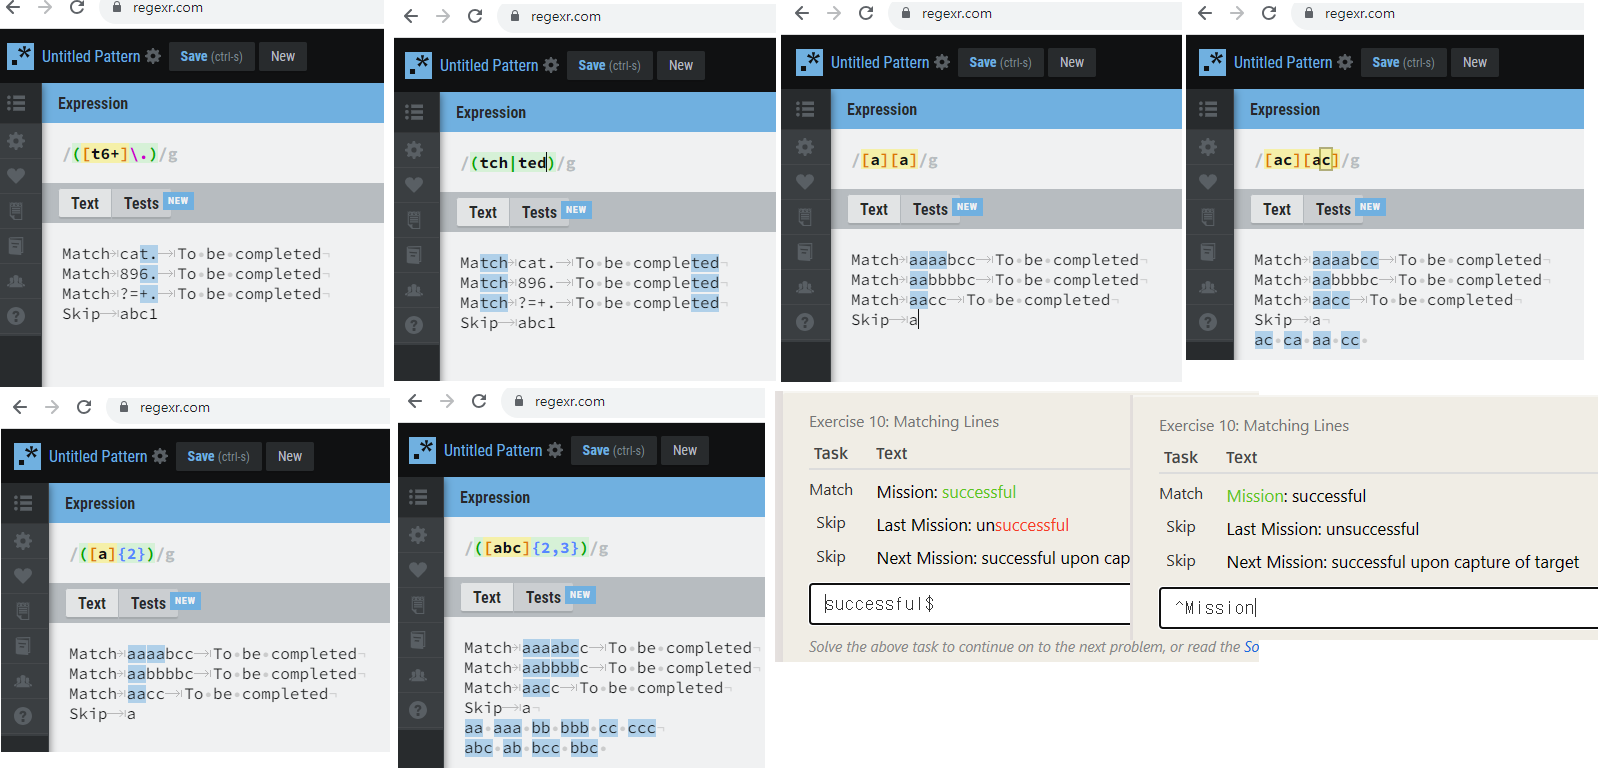 regexr.com
Untitled Pattern Save (ctrl-s) New
Expression
/([t6+]\.)/g
Text Tests NEW
Match cat. To be completed
Match 896. To be completed
Match ?=+. To be completed
Skip abc1
regexr.com
Untitled Pattern Save (ctrl-s) New
Expression
/(tch|ted)/g
Text Tests NEW
Match cat. To be completed
Match 896. To be completed
Match ?=+. To be completed
Skip abc1
regexr.com
Untitled Pattern Save (ctrl-s) New
Expression
/[a][a]/g
Text Tests NEW
Match aaaabcc To be completed
Match aabbbbc To be completed
Match aacc To be completed
Skip a
regexr.com
Untitled Pattern Save (ctrl-s) New
Expression
/[ac][ac]/g
Text Tests NEW
Match aaaabcc To be completed
Match aabbbbc To be completed
Match aacc To be completed
Skip a
ac ca aa cc
regexr.com
Untitled Pattern Save (ctrl-s) New
Expression
/([a]{2})/g
Text Tests NEW
Match aaaabcc To be completed
Match aabbbbc To be completed
Match aacc To be completed
Skip a
regexr.com
Untitled Pattern Save (ctrl-s) New
Expression
/([abc]{2,3})/g
Text Tests NEW
Match aaaabcc To be completed
Match aabbbbc To be completed
Match aacc To be completed
Skip a
aa aaa bb bbb cc ccc
abc ab bcc bbc
Exercise 10: Matching Lines
Task Text
Match Mission: successful
Skip Last Mission: unsuccessful
Skip Next Mission: successful upon cap
successful$
Solve the above task to continue on to the next problem, or read the So
Exercise 10: Matching Lines
Task Text
Match Mission: successful
Skip Last Mission: unsuccessful
Skip Next Mission: successful upon capture of target
^Mission